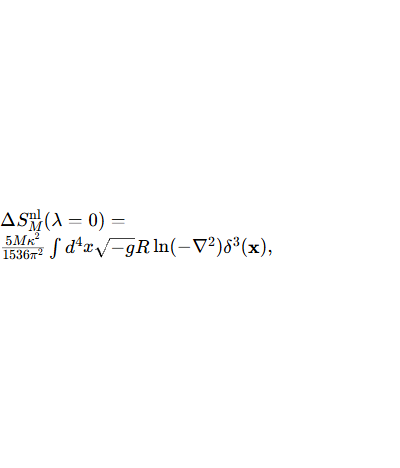 ΔS_M^{nl}(λ = 0) =
\frac{5Mκ^2}{1536π^2} ∫ d^4x√{-g}R ln(−∇^2)δ^3(𝐱),